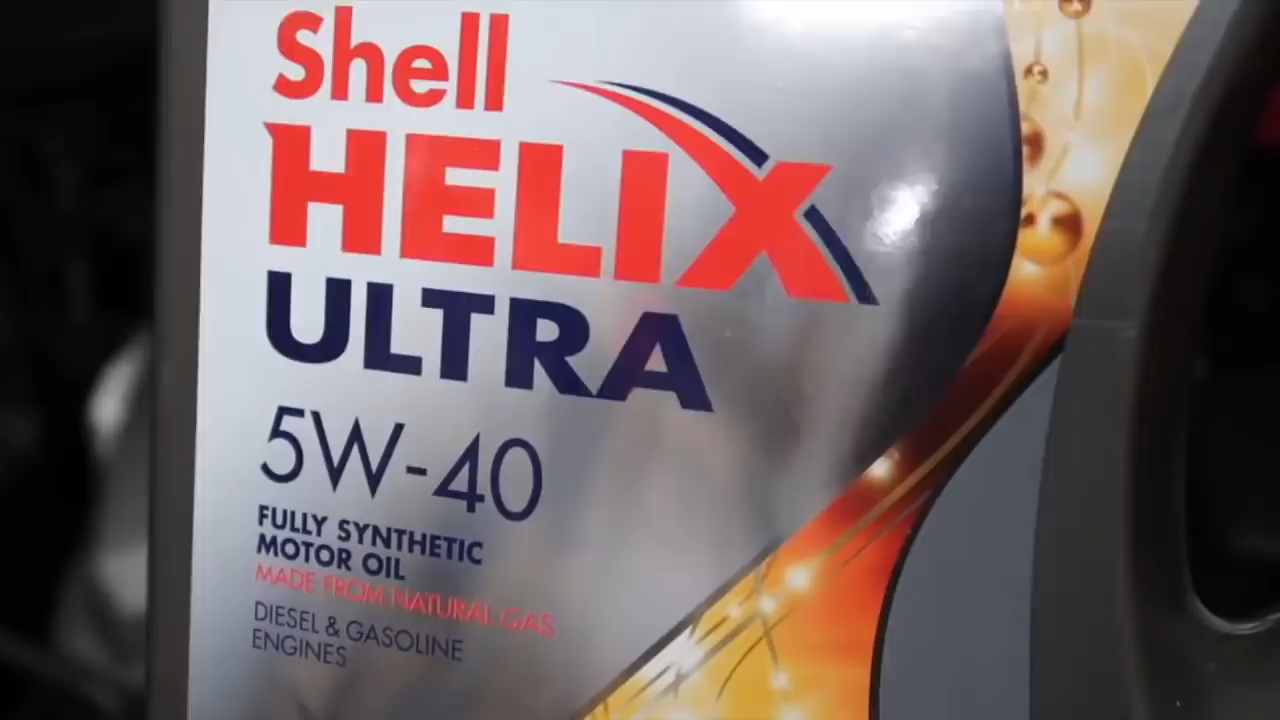 Shell
HELIX
ULTRA
5W-40
FULLY SYNTHETIC
MOTOR OIL
MADE FROM NATURAL GAS
DIESEL & GASOLINE
ENGINES